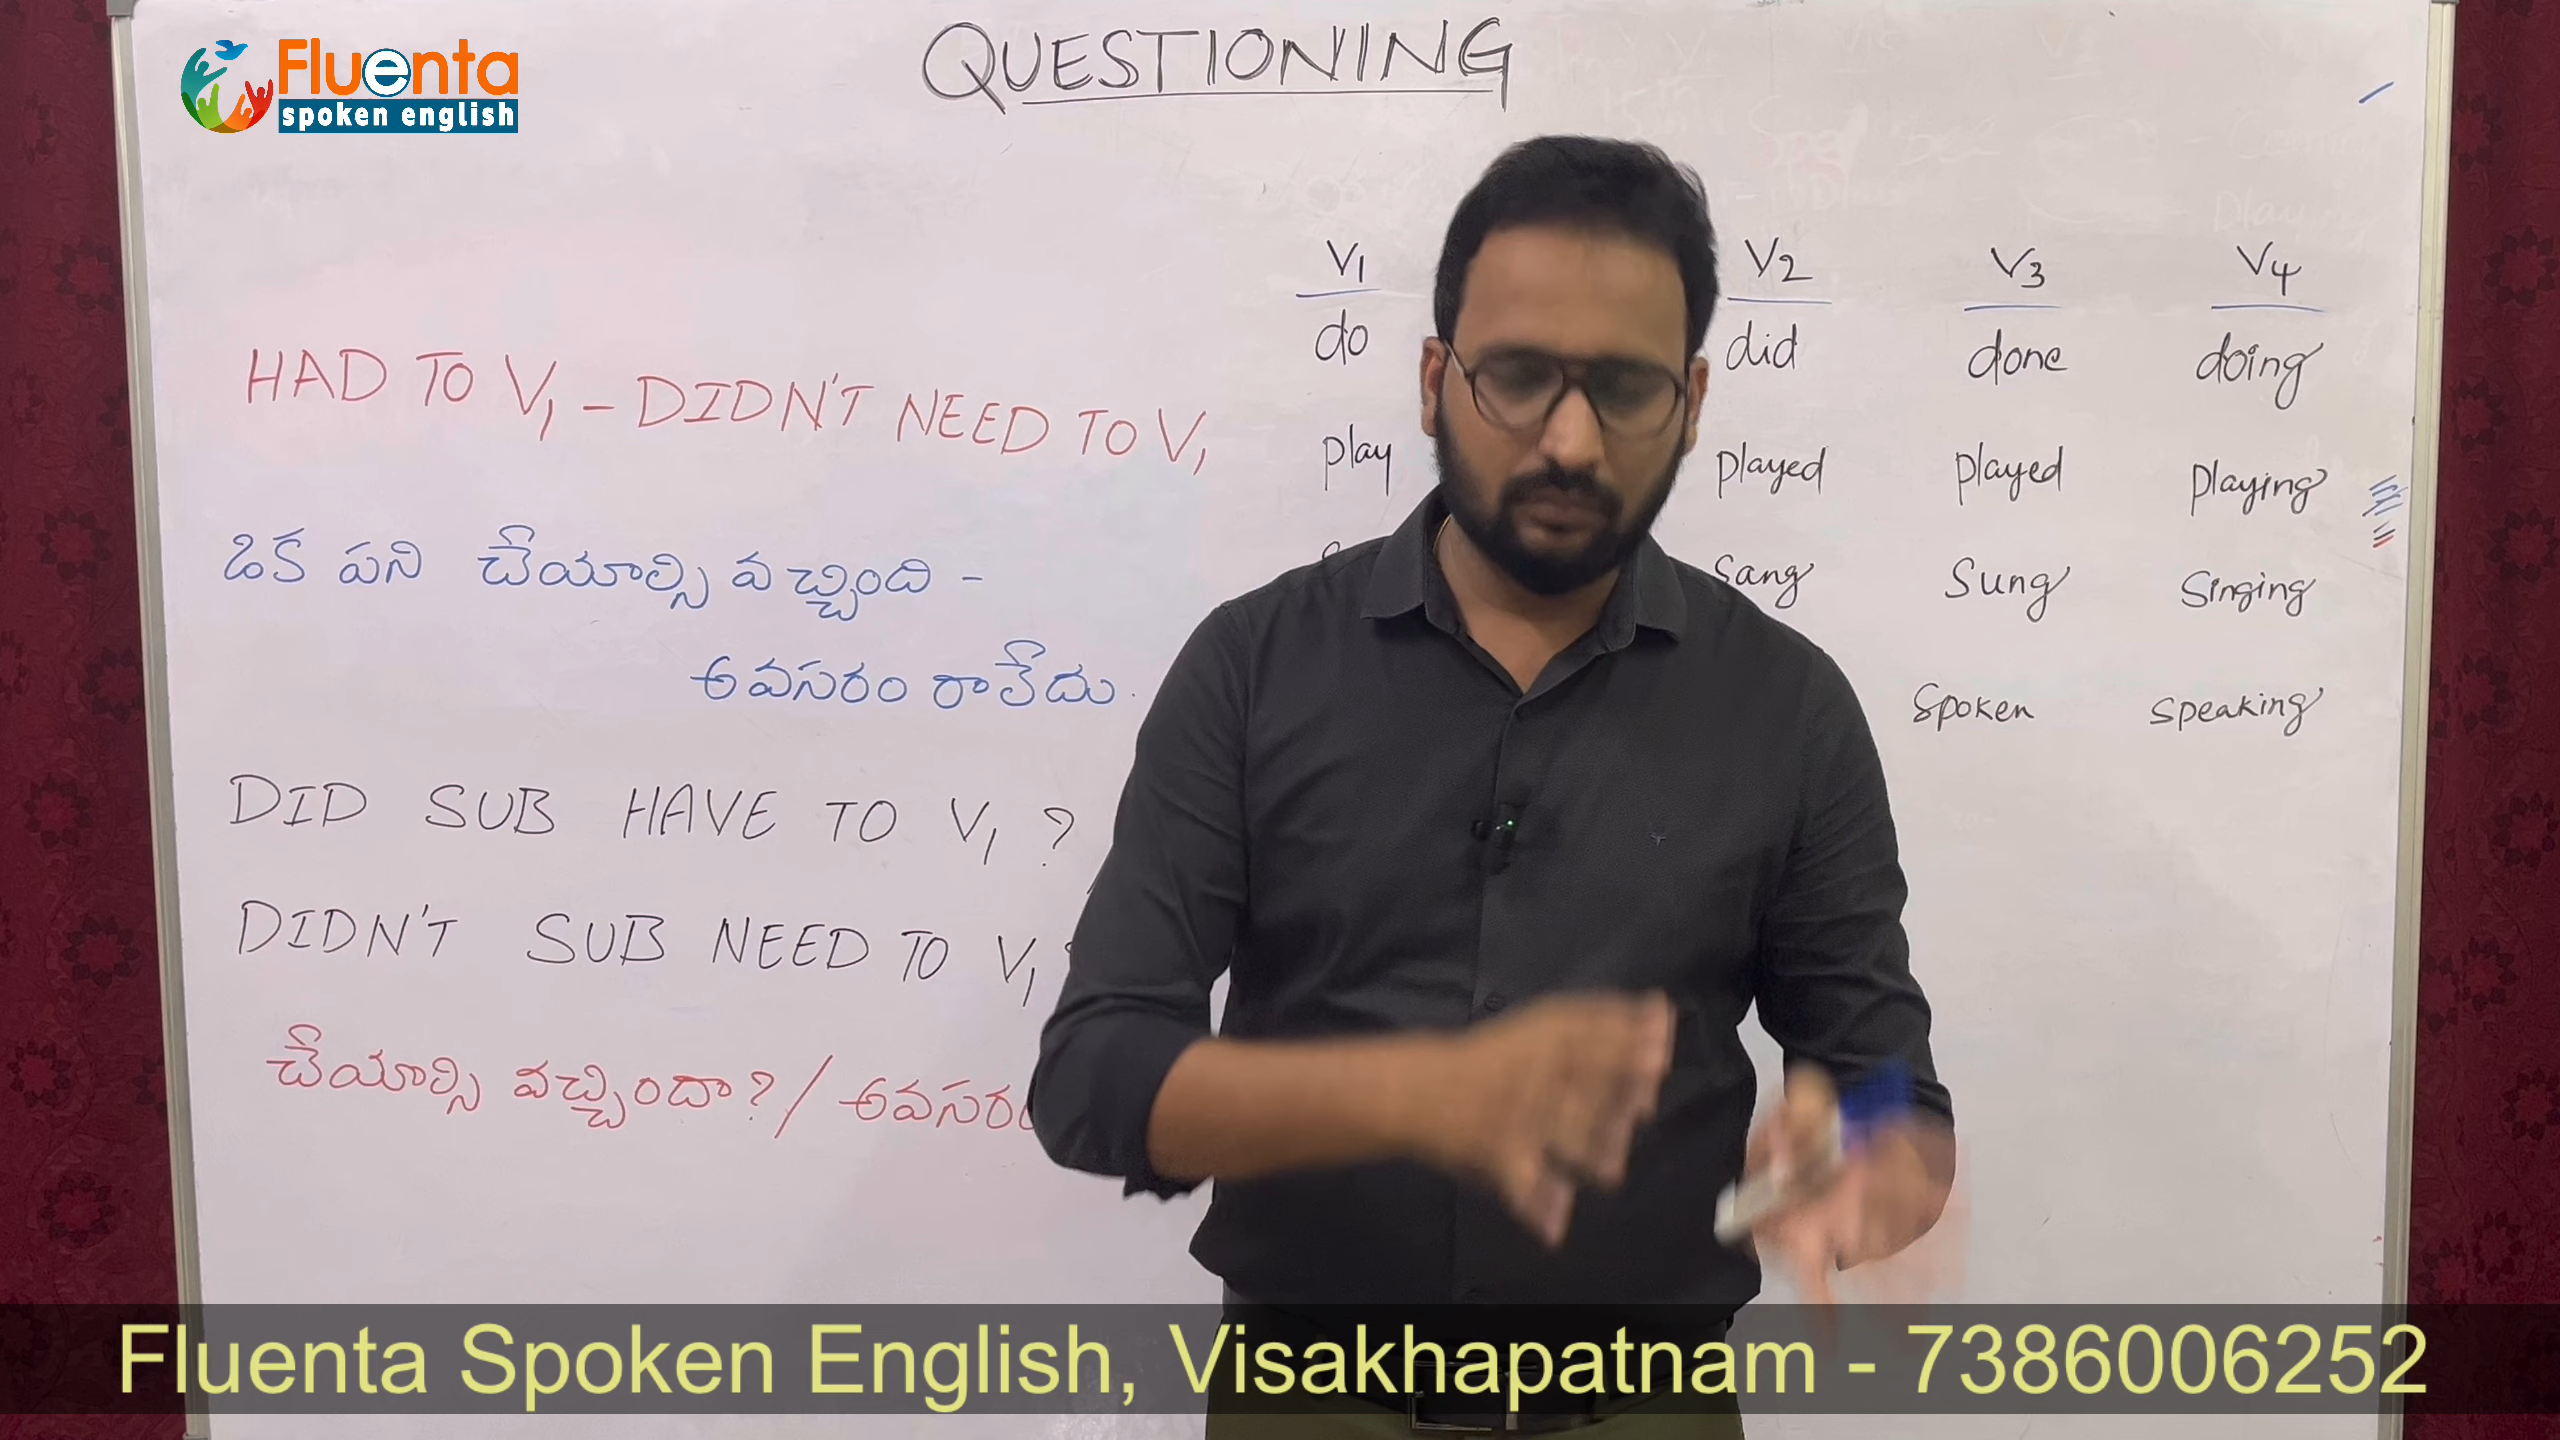 Fluenta
spoken english
QUESTIONING
HAD TO V1 - DIDN'T NEED TO V1
ఒక పని చేయాల్సి వచ్చింది -
అవసరం రాలేదు.
DID SUB HAVE TO V1 ?
DIDN'T SUB NEED TO V1
చేయాల్సి వచ్చిందా? / అవసరం
V1 V2 V3 V4
do did done doing
play played played playing
sang sung singing
spoken speaking
Fluenta Spoken English, Visakhapatnam - 7386006252